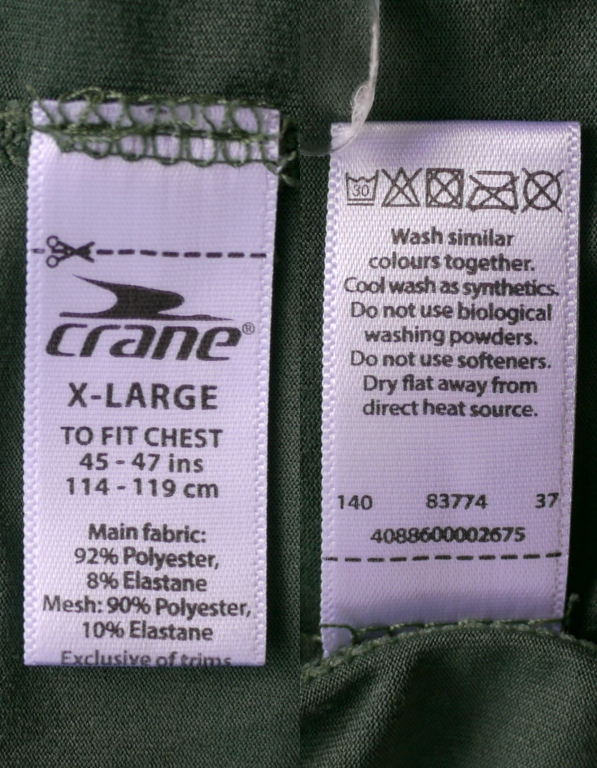 crane®
X-LARGE
TO FIT CHEST
45 - 47 ins
114 - 119 cm
Main fabric:
92% Polyester,
8% Elastane
Mesh: 90% Polyester,
10% Elastane
Exclusive of trims
30
Wash similar
colours together.
Cool wash as synthetics.
Do not use biological
washing powders.
Do not use softeners.
Dry flat away from
direct heat source.
140 83774 37
4088600002675